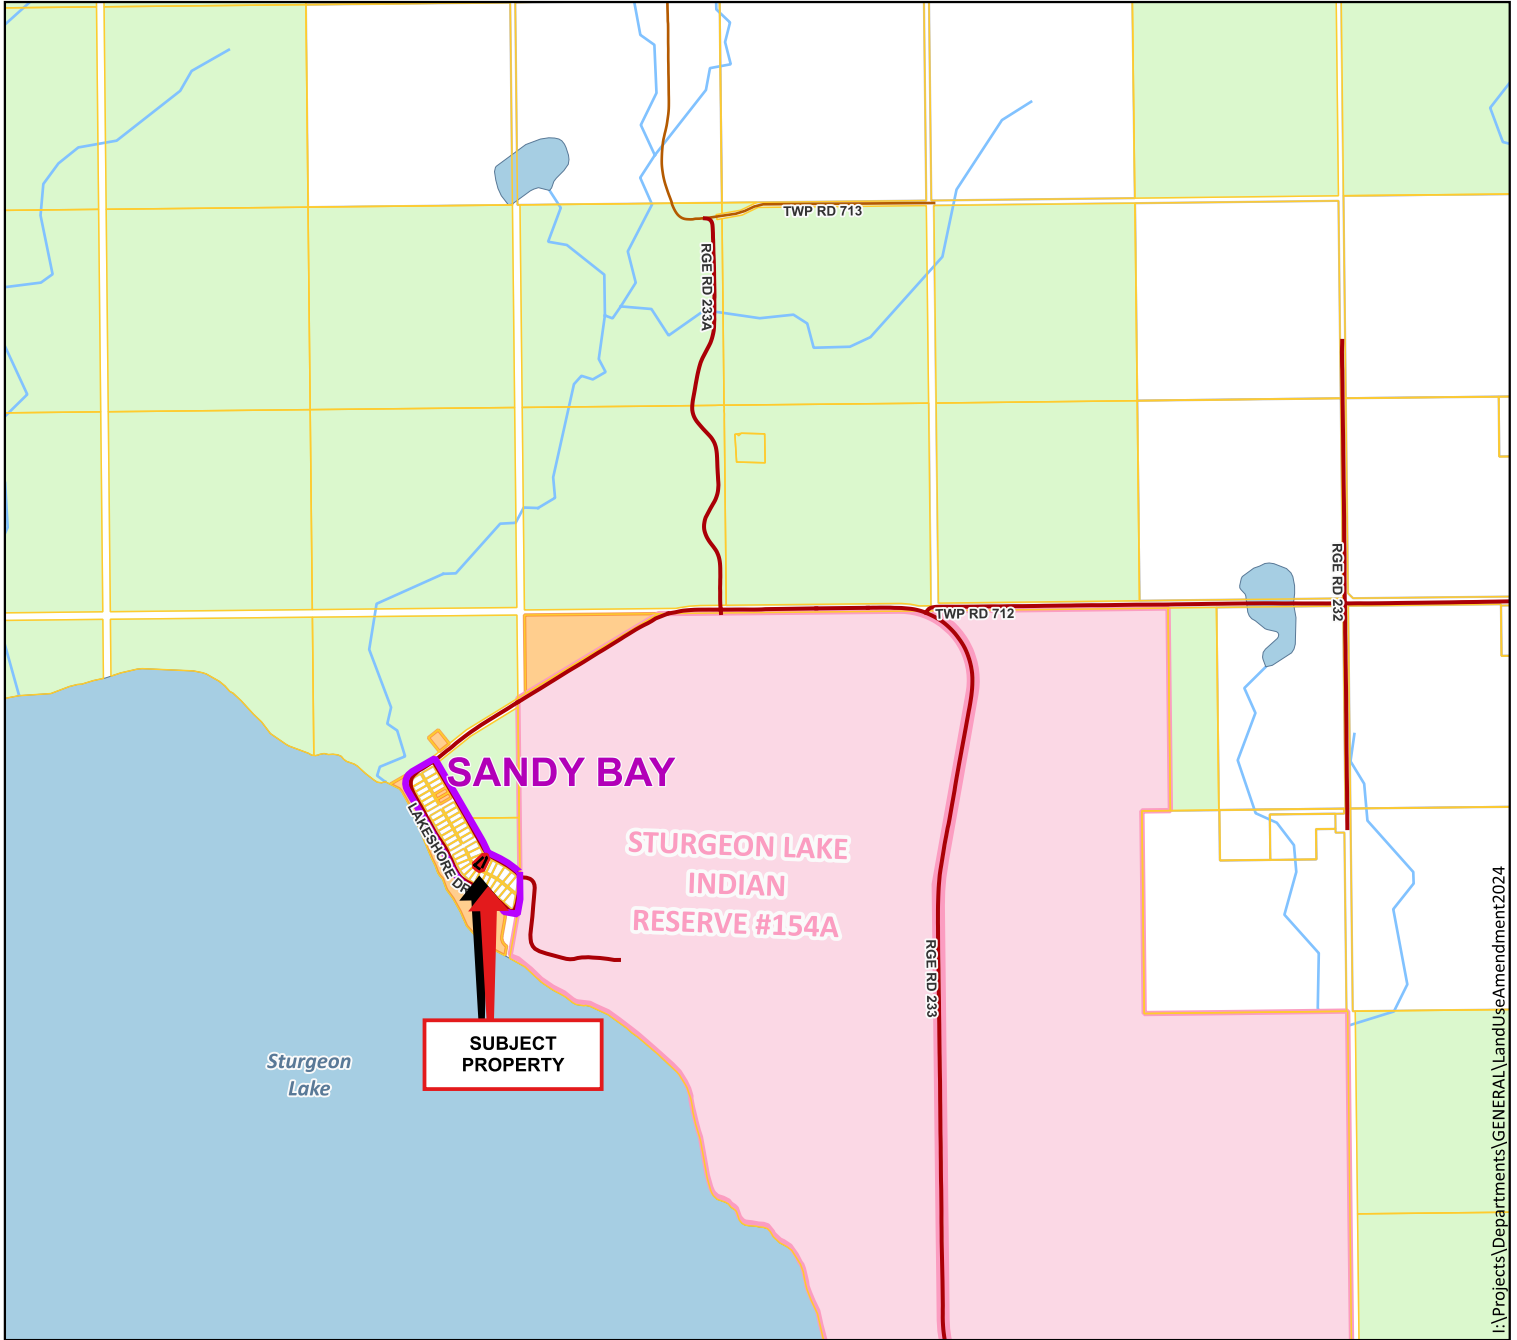 TWP RD 713
RGE RD 233A
RGE RD 232
TWP RD 712
SANDY BAY
LAKESHORE DR
STURGEON LAKE
INDIAN
RESERVE #154A
RGE RD 233
SUBJECT
PROPERTY
Sturgeon
Lake
I:\Projects\Departments\GENERAL\LandUseAmendment2024